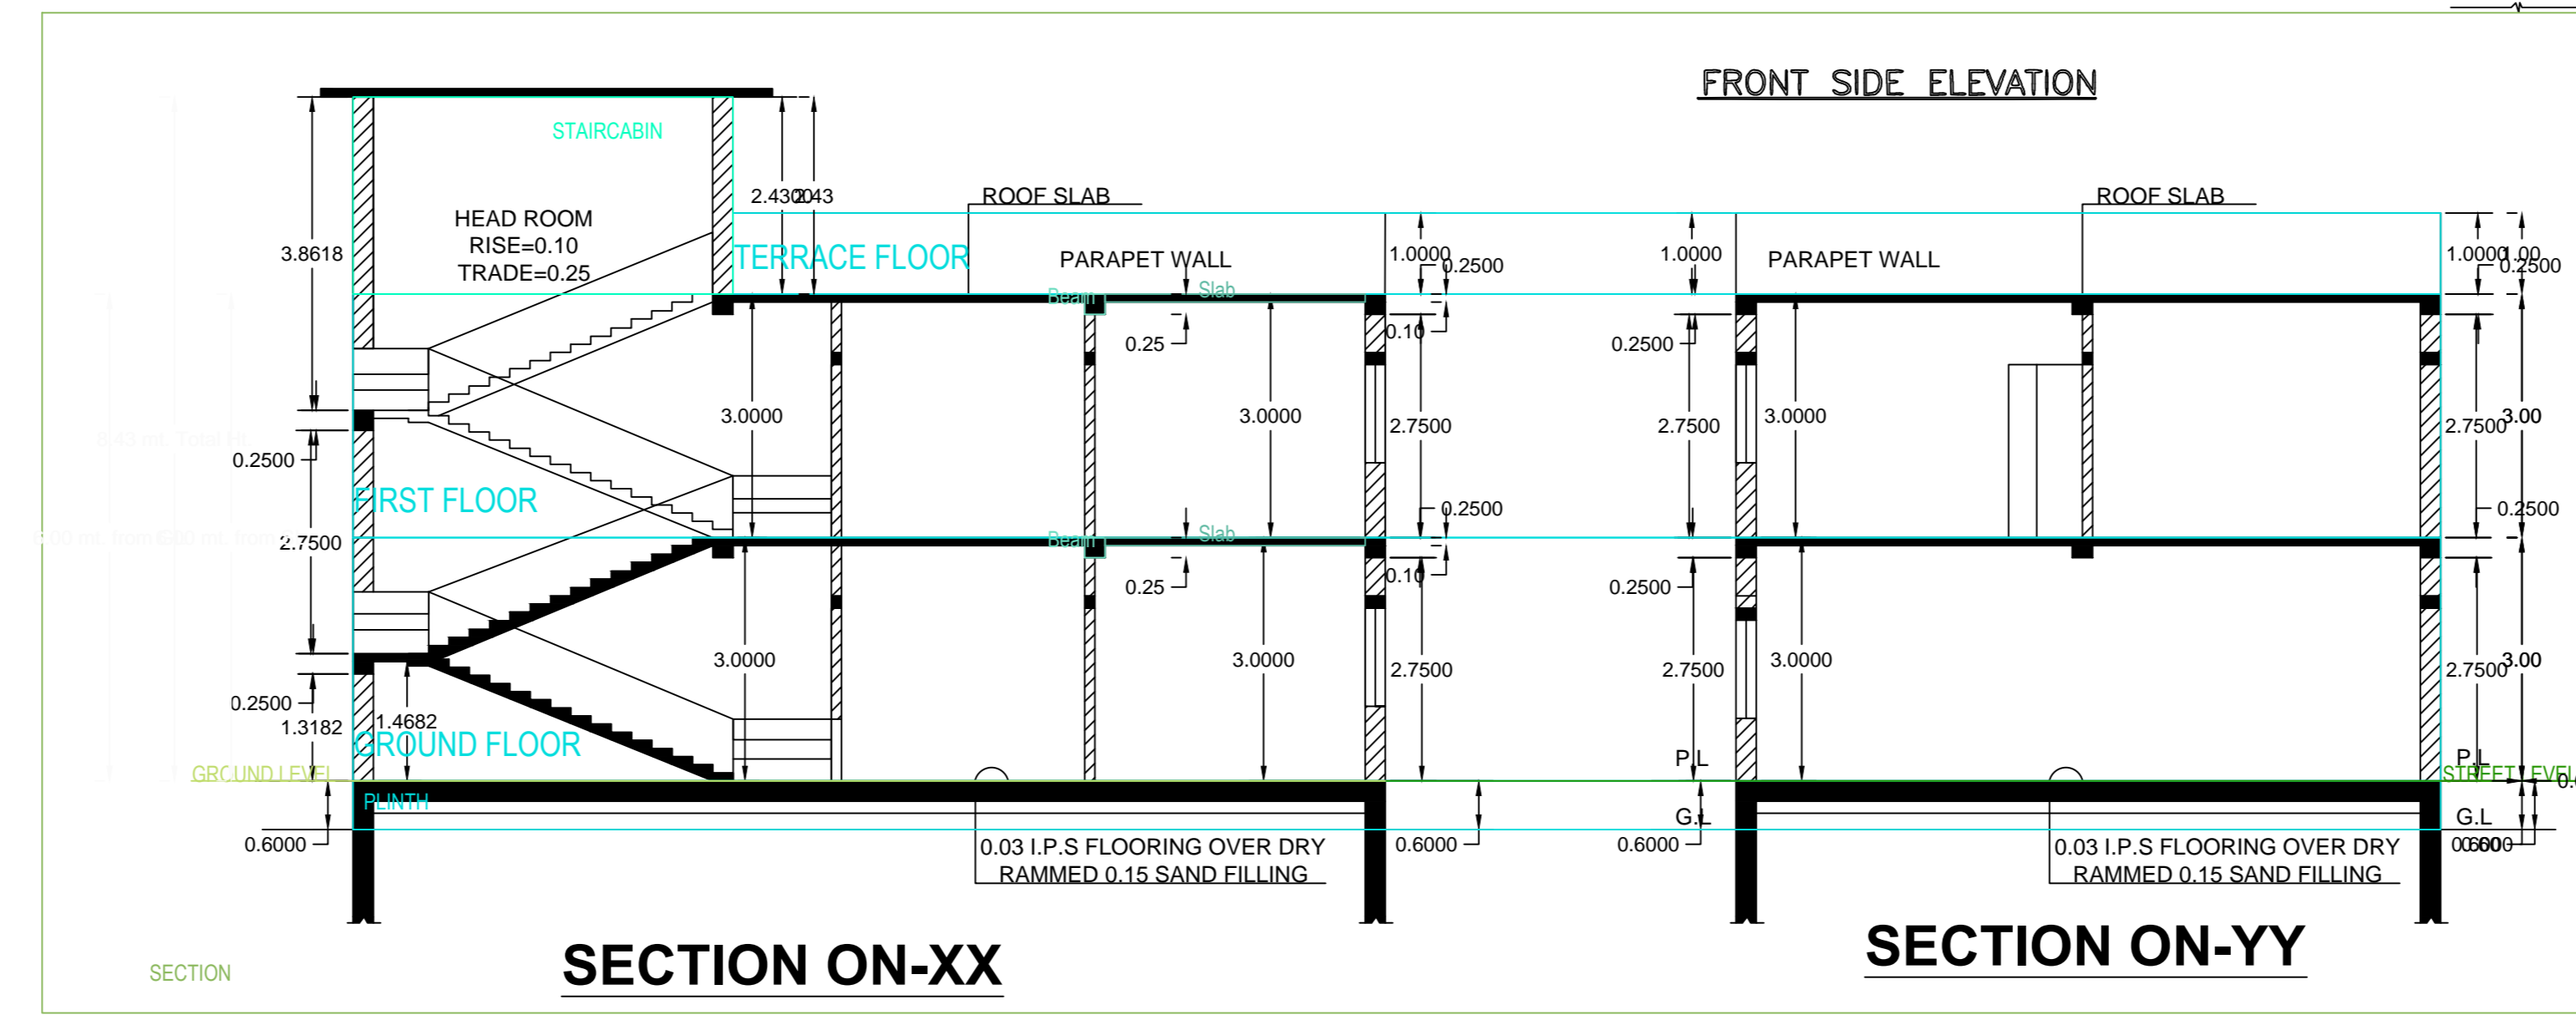 FRONT SIDE ELEVATION
STAIRCABIN
HEAD ROOM
RISE=0.10
TRADE=0.25
3.8618
2.4300
2.43
ROOF SLAB
TERRACE FLOOR
PARAPET WALL
1.0000
0.2500
Beam
Slab
0.25
0.10
3.0000
3.0000
2.7500
0.2500
8.43 mt. Total Ht.
FIRST FLOOR
2.7500
0.2500
Beam
Slab
0.25
0.10
3.0000
3.0000
2.7500
0.2500
1.3182
1.4682
GROUND FLOOR
GROUND LEVEL
PLINTH
0.6000
0.6000
0.03 I.P.S FLOORING OVER DRY
RAMMED 0.15 SAND FILLING
SECTION ON-XX
SECTION
ROOF SLAB
1.0000
PARAPET WALL
1.0000
1.00
0.2500
0.2500
2.7500
3.0000
2.7500
3.00
0.2500
0.2500
2.7500
3.0000
2.7500
3.00
P.L
P.L
STREET LEVEL
G.L
G.L
0.6000
0.03 I.P.S FLOORING OVER DRY
RAMMED 0.15 SAND FILLING
SECTION ON-YY